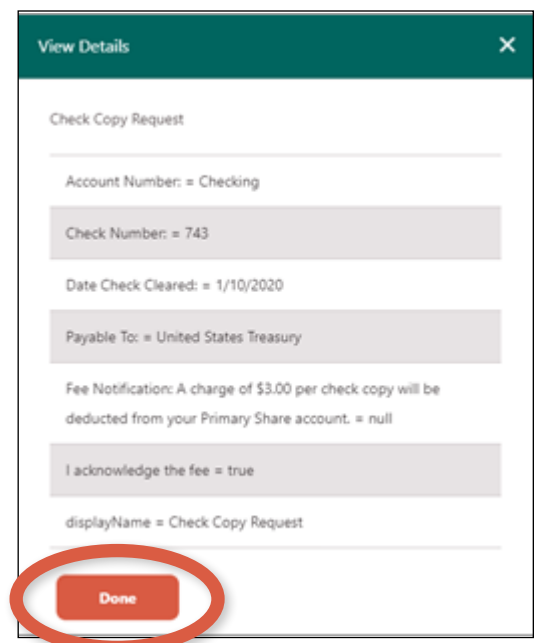 View Details
Check Copy Request
Account Number: = Checking
Check Number: = 743
Date Check Cleared: = 1/10/2020
Payable To: = United States Treasury
Fee Notification: A charge of $3.00 per check copy will be
deducted from your Primary Share account. = null
I acknowledge the fee = true
displayName = Check Copy Request
Done